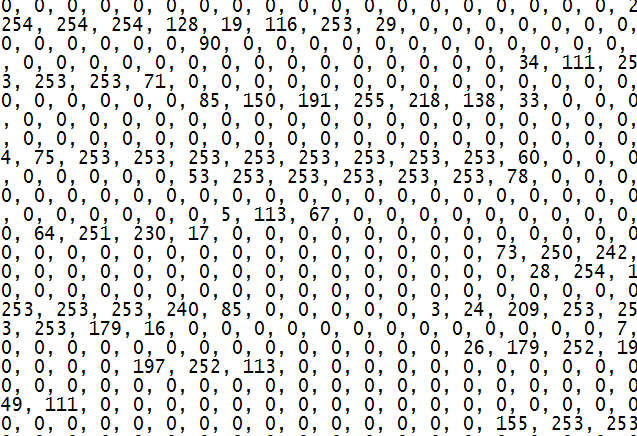 0, 0, 0, 0, 0, 0, 0, 0, 0, 0, 0, 0, 0, 0, 0, 0, 0, 0, 0, 2
254, 254, 254, 128, 19, 116, 253, 29, 0, 0, 0, 0, 0, 0, 0,
0, 0, 0, 0, 0, 0, 90, 0, 0, 0, 0, 0, 0, 0, 0, 0, 0, 0, 0,
, 0, 0, 0, 0, 0, 0, 0, 0, 0, 0, 0, 0, 0, 0, 0, 34, 111, 25
3, 253, 253, 71, 0, 0, 0, 0, 0, 0, 0, 0, 0, 0, 0, 0, 0, 0,
0, 0, 0, 0, 0, 0, 85, 150, 191, 255, 218, 138, 33, 0, 0, 0
, 0, 0, 0, 0, 0, 0, 0, 0, 0, 0, 0, 0, 0, 0, 0, 0, 0, 0, 0,
, 0, 0, 0, 0, 0, 0, 0, 0, 0, 0, 0, 0, 0, 0, 0, 0, 0, 0, 0,
4, 75, 253, 253, 253, 253, 253, 253, 253, 253, 60, 0, 0, 0
, 0, 0, 0, 0, 0, 53, 253, 253, 253, 253, 253, 78, 0, 0, 0,
0, 0, 0, 0, 0, 0, 0, 0, 0, 0, 0, 0, 0, 0, 0, 0, 0, 0, 0, 0
, 0, 0, 0, 0, 0, 0, 5, 113, 67, 0, 0, 0, 0, 0, 0, 0, 0, 0,
0, 64, 251, 230, 17, 0, 0, 0, 0, 0, 0, 0, 0, 0, 0, 0, 0, 0
0, 0, 0, 0, 0, 0, 0, 0, 0, 0, 0, 0, 0, 0, 0, 73, 250, 242,
0, 0, 0, 0, 0, 0, 0, 0, 0, 0, 0, 0, 0, 0, 0, 0, 28, 254, 1
0, 0, 0, 0, 0, 0, 0, 0, 0, 0, 0, 0, 0, 0, 0, 0, 0, 0, 0, 0
253, 253, 253, 240, 85, 0, 0, 0, 0, 0, 3, 24, 209, 253, 25
3, 253, 179, 16, 0, 0, 0, 0, 0, 0, 0, 0, 0, 0, 0, 0, 0, 7,
0, 0, 0, 0, 0, 0, 0, 0, 0, 0, 0, 0, 0, 0, 26, 179, 252, 19
0, 0, 0, 0, 197, 252, 113, 0, 0, 0, 0, 0, 0, 0, 0, 0, 0, 0
0, 0, 0, 0, 0, 0, 0, 0, 0, 0, 0, 0, 0, 0, 0, 0, 0, 0, 0, 0
49, 111, 0, 0, 0, 0, 0, 0, 0, 0, 0, 0, 0, 0, 0, 0, 0, 0, 0
0, 0, 0, 0, 0, 0, 0, 0, 0, 0, 0, 0, 0, 0, 0, 155, 253, 253